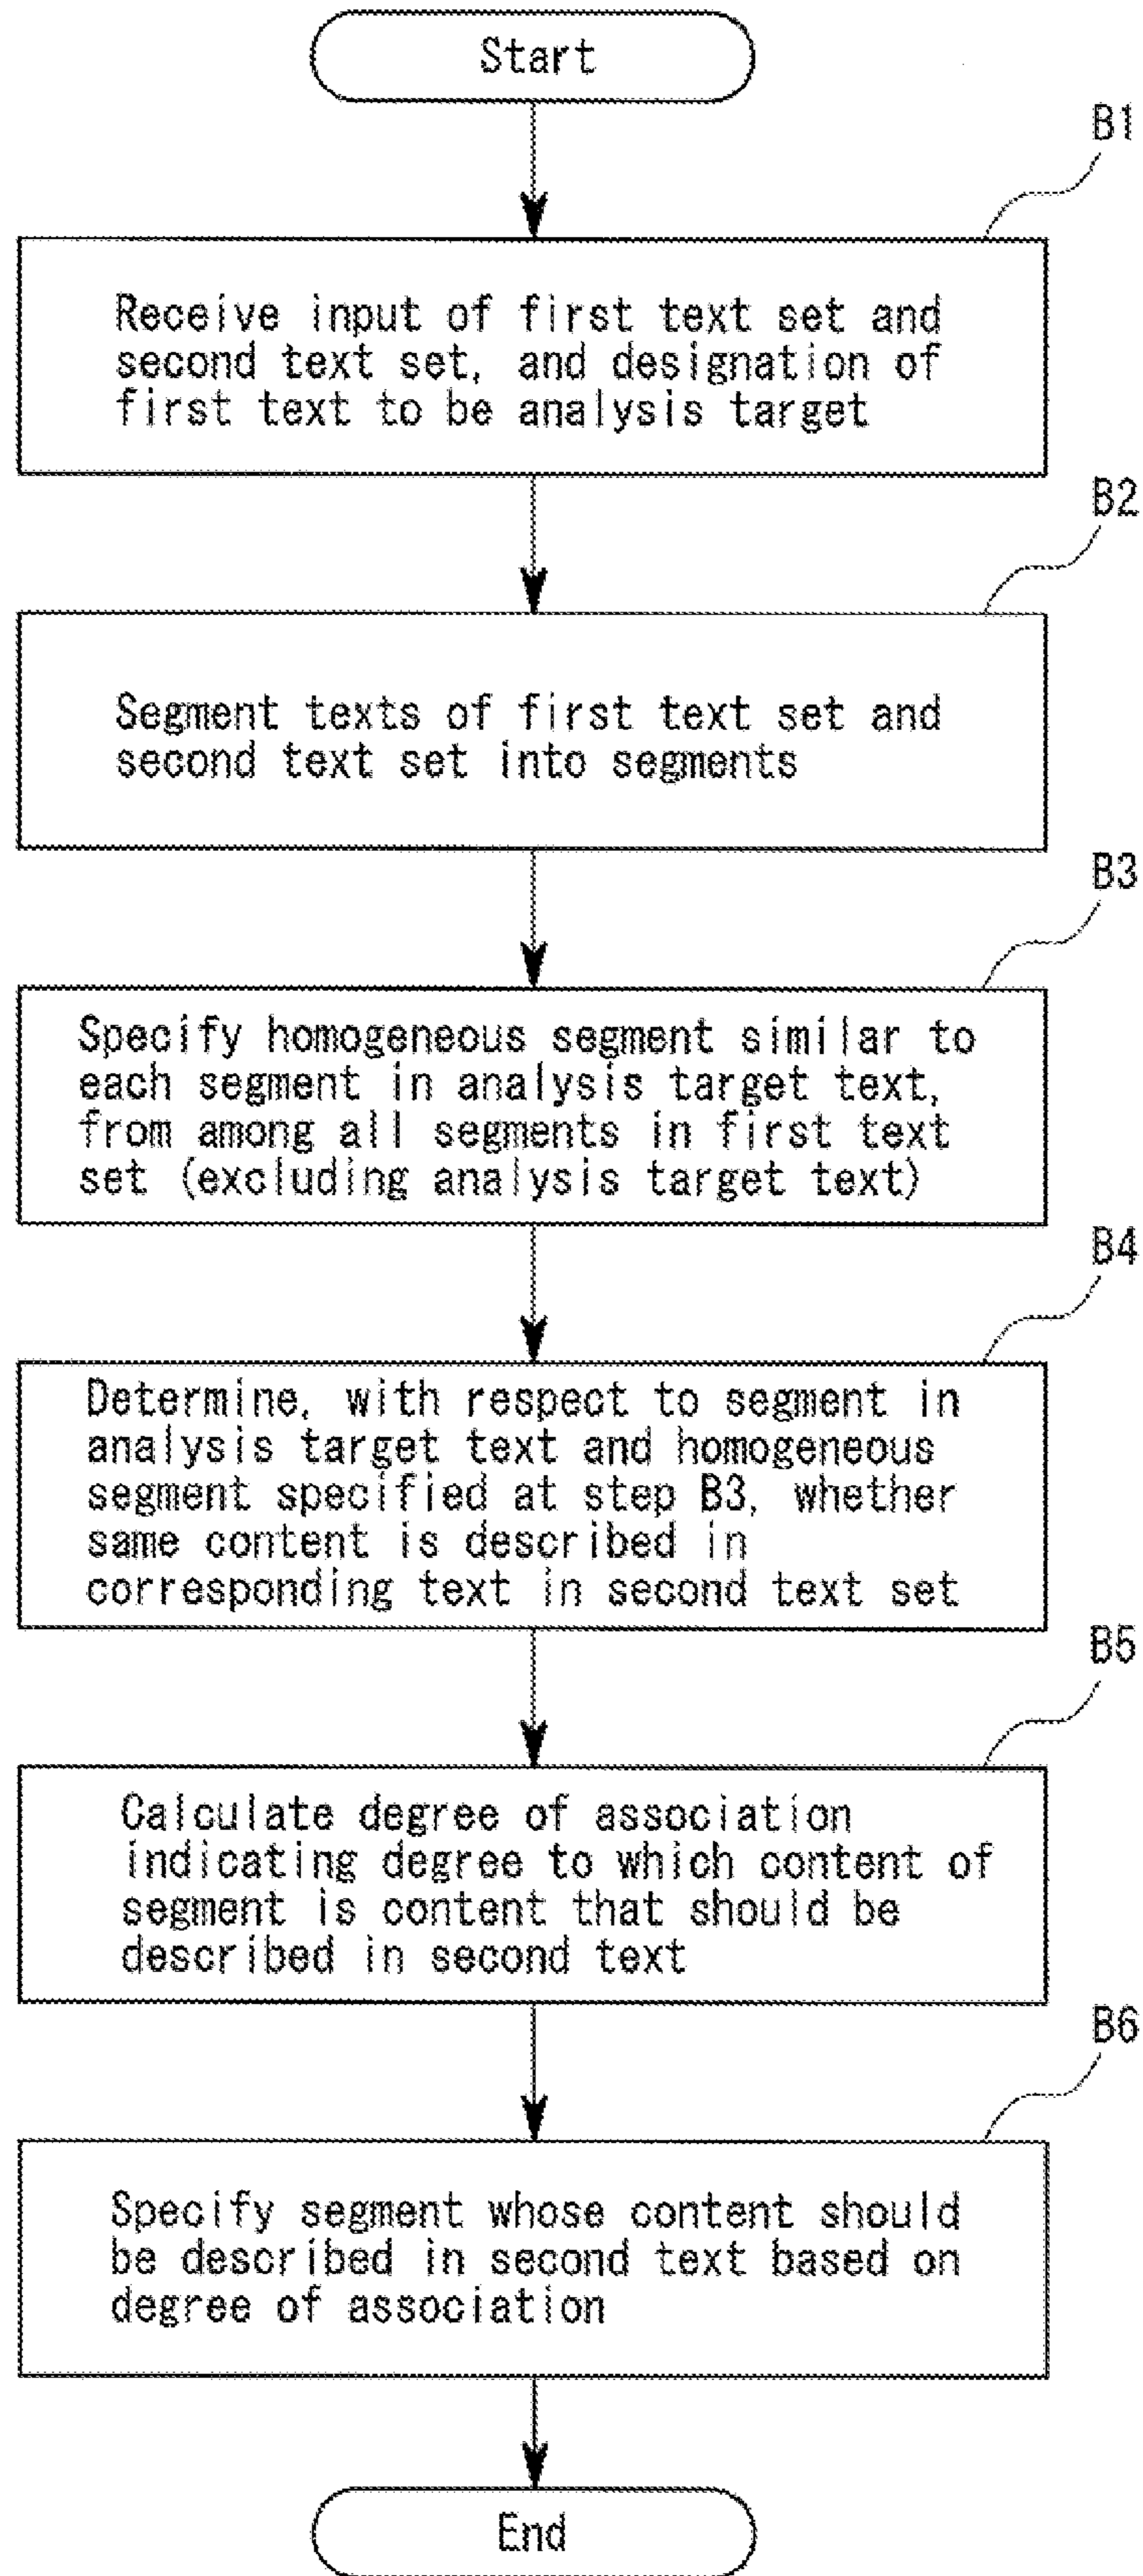 Start
B1
Receive input of first text set and
second text set, and designation of
first text to be analysis target
B2
Segment texts of first text set and
second text set into segments
B3
Specify homogeneous segment similar to
each segment in analysis target text,
from among all segments in first text
set (excluding analysis target text)
B4
Determine, with respect to segment in
analysis target text and homogeneous
segment specified at step B3, whether
same content is described in
corresponding text in second text set
B5
Calculate degree of association
indicating degree to which content of
segment is content that should be
described in second text
B6
Specify segment whose content should
be described in second text based on
degree of association
End